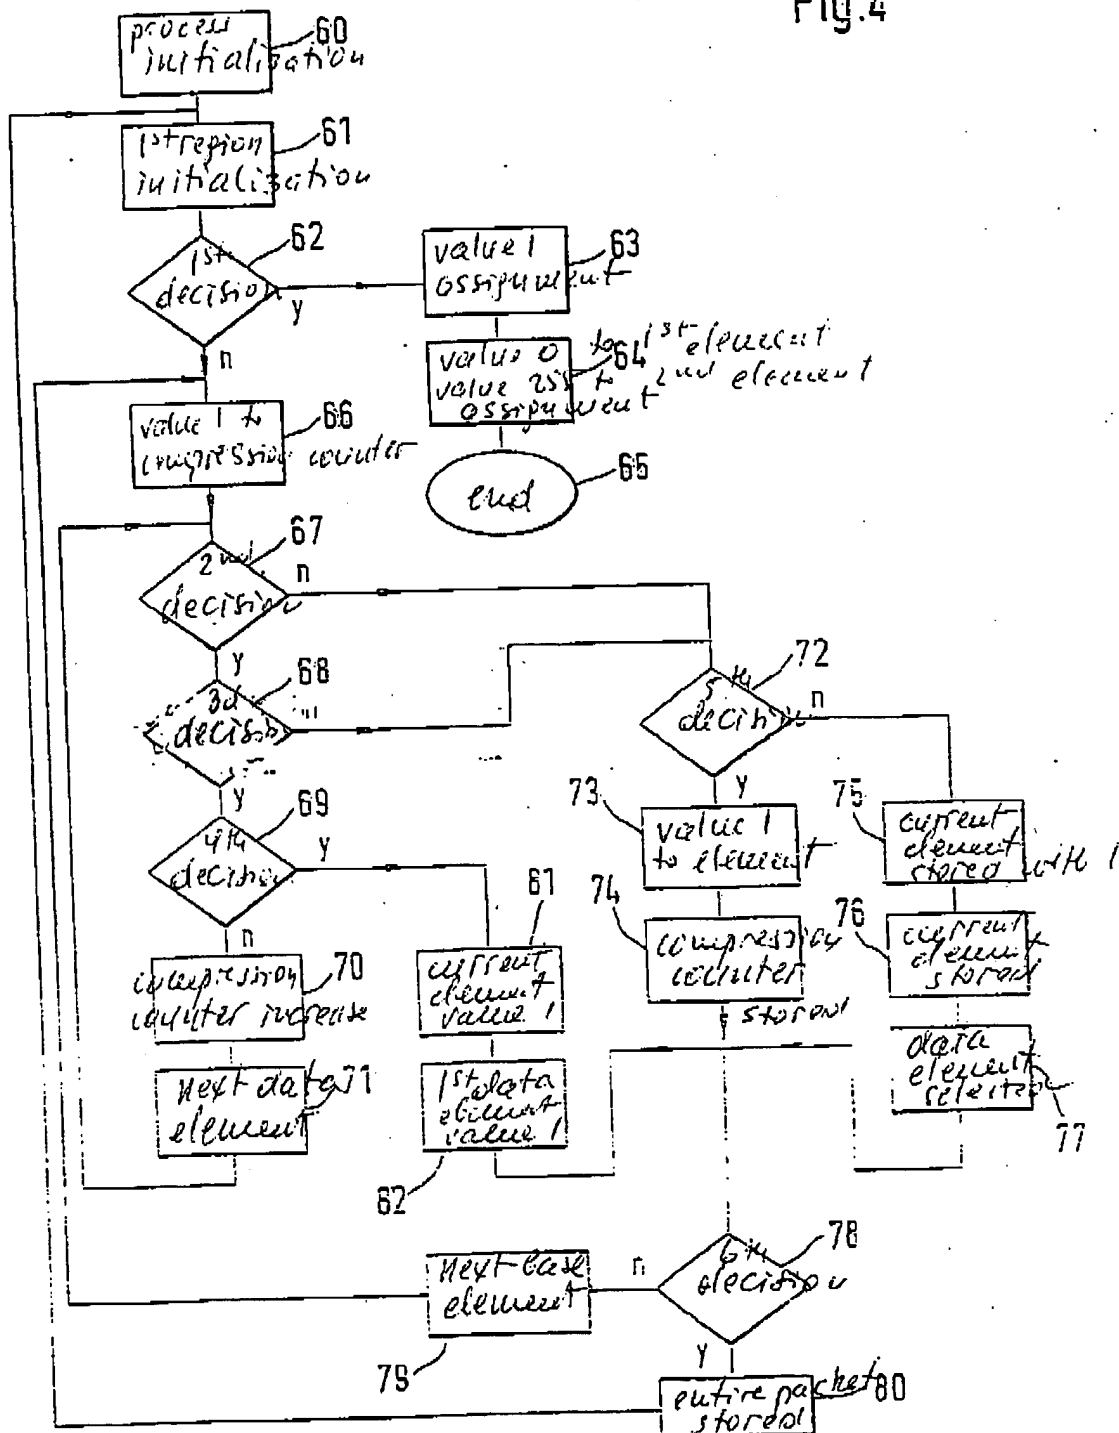 Fig.4
process
initialization
60
1st region
initialization
61
1st
decision
62
y
n
value 1
assignment
63
value 0 to 1st element
value 255 to 2nd element
assignment
64
end
65
value 1 to
compression counter
66
2nd
decision
67
n
y
3d
decision
68
y
4th
decision
69
y
n
compression
counter increase
70
next data
element
71
current
element
value 1
61
1st data
element
value 1
62
5th
decision
72
n
y
73
value 1
to element
74
compression
counter
stored
75
current
element
stored with 1
76
current
element
stored
data
element
selected
77
6th
decision
78
n
y
next base
element
79
entire packet
stored
80